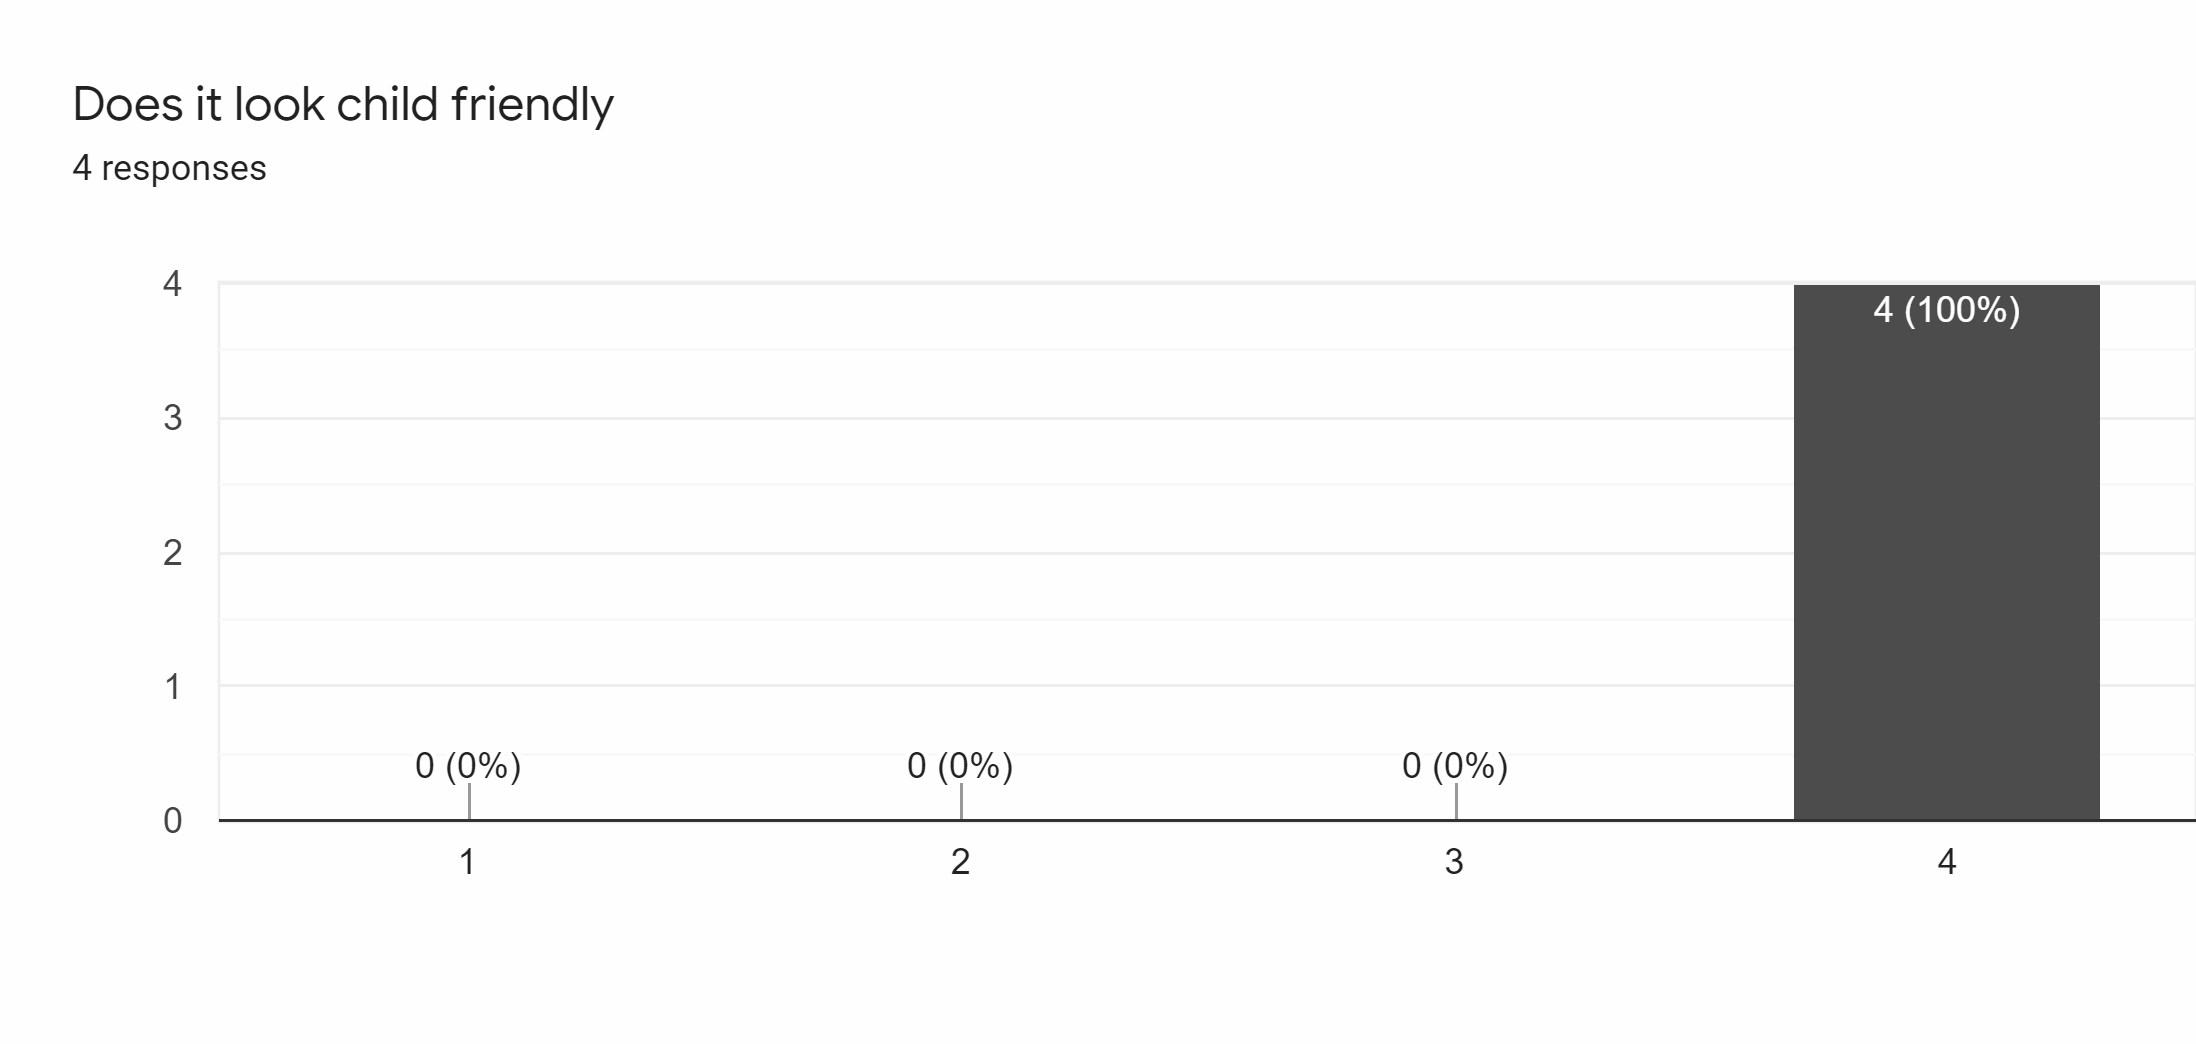 Does it look child friendly
4 responses
4
4 (100%)
3
2
1
0 (0%) 0 (0%) 0 (0%)
0
1 2 3 4